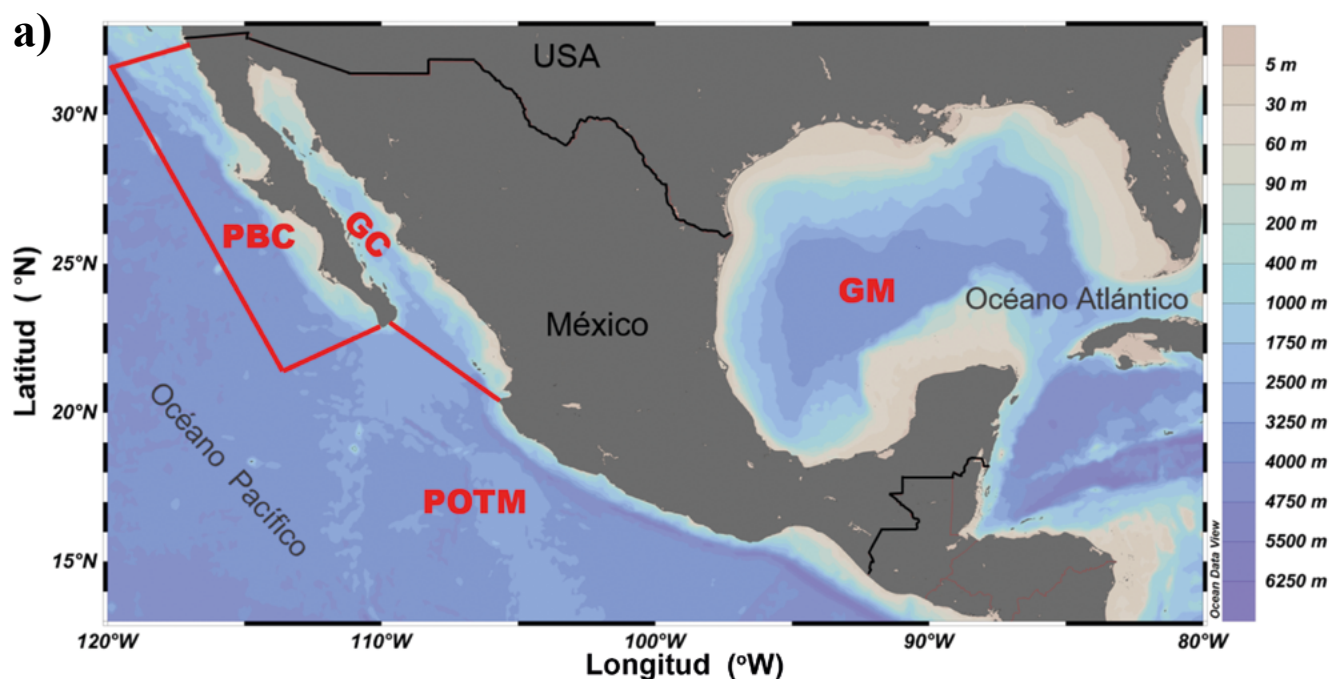 a)
USA
México
PBC
GC
GM
POTM
Océano Atlántico
Océano Pacífico
Latitud (°N)
30°N
25°N
20°N
15°N
120°W
110°W
100°W
90°W
80°W
Longitud (°W)
5 m
30 m
60 m
90 m
200 m
400 m
1000 m
1750 m
2500 m
3250 m
4000 m
4750 m
5500 m
6250 m
Ocean Data View